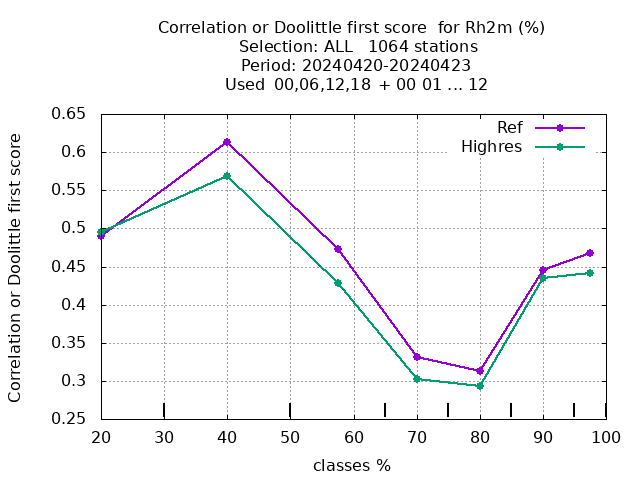 Correlation or Doolittle first score  for Rh2m (%)
Selection: ALL   1064 stations
Period: 20240420-20240423
Used  00,06,12,18  + 00 01 ... 12
Correlation or Doolittle first score
0.65
0.6
0.55
0.5
0.45
0.4
0.35
0.3
0.25
Ref
Highres
20 30 40 50 60 70 80 90 100
classes %